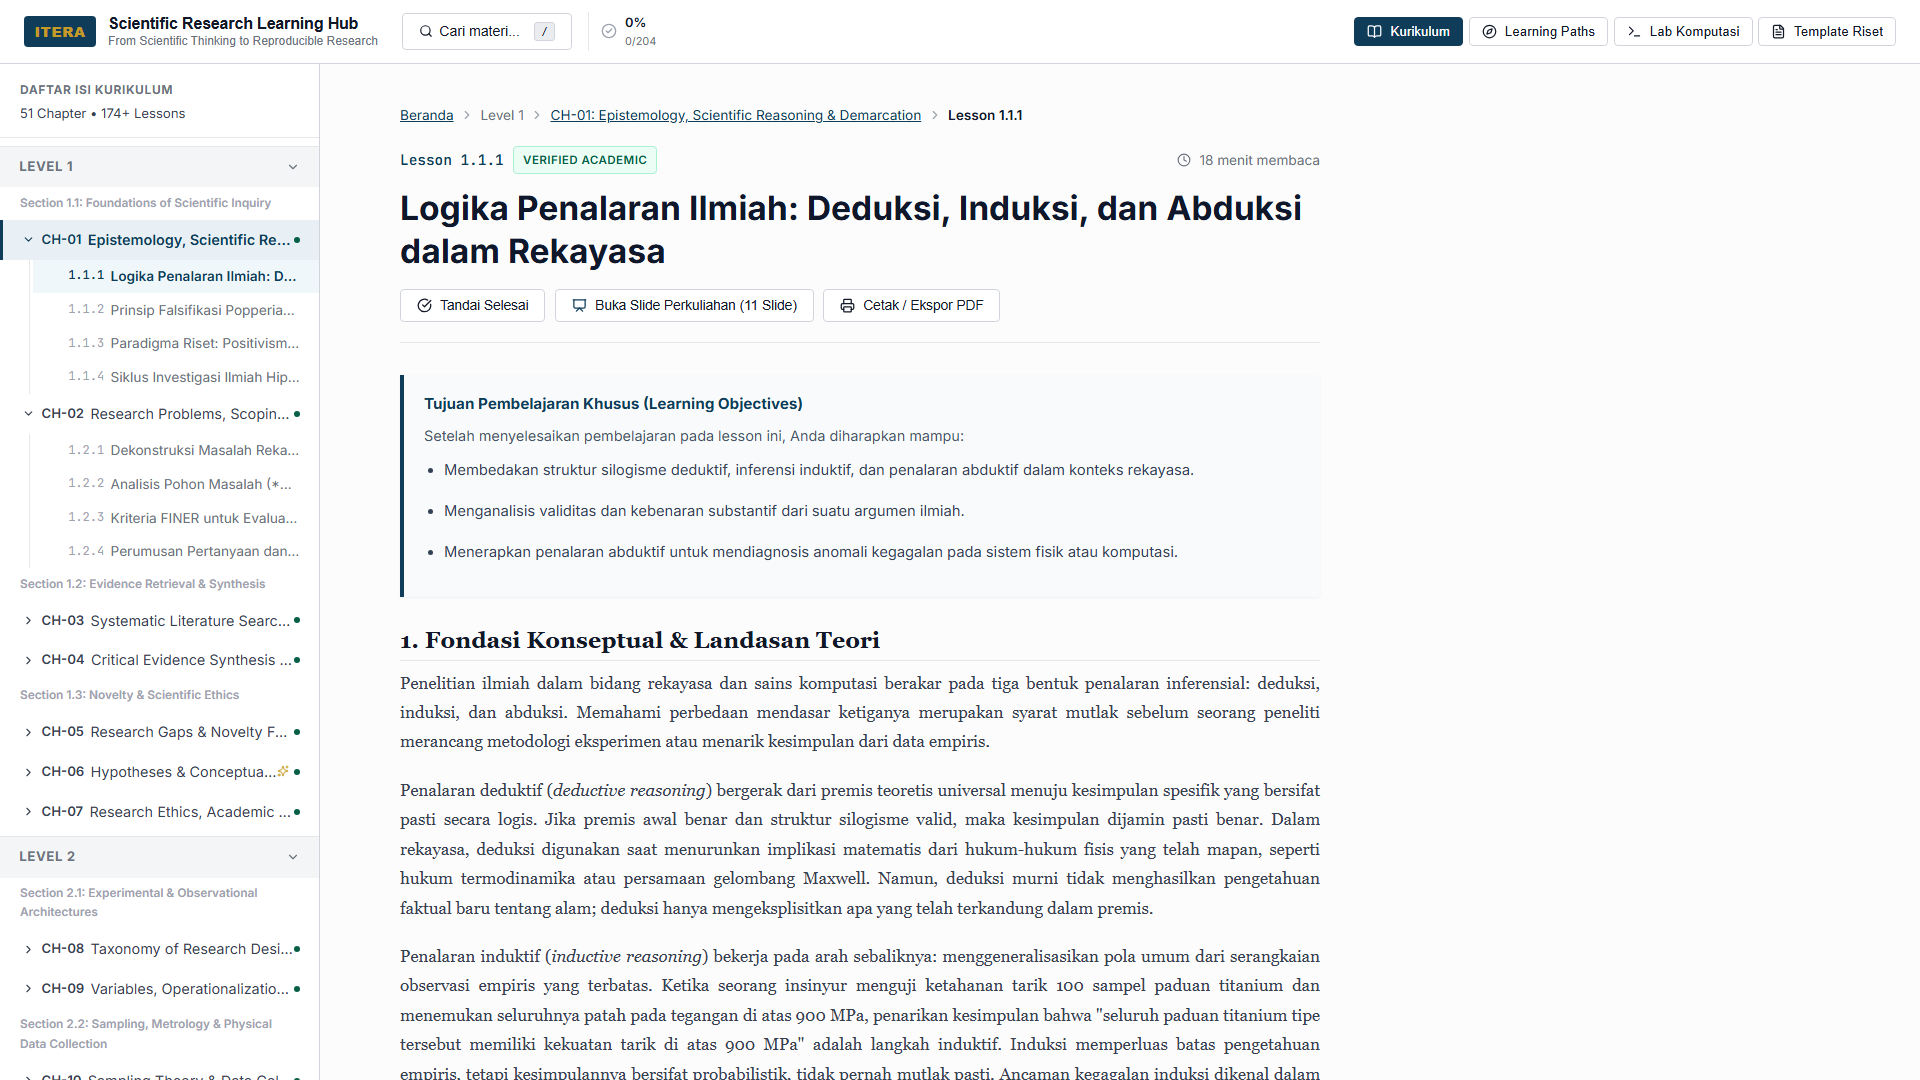 ITERA
Scientific Research Learning Hub
From Scientific Thinking to Reproducible Research
Cari materi...
/
0%
0/204
Kurikulum
Learning Paths
Lab Komputasi
Template Riset
DAFTAR ISI KURIKULUM
51 Chapter • 174+ Lessons
LEVEL 1
Section 1.1: Foundations of Scientific Inquiry
CH-01 Epistemology, Scientific Re...
1.1.1 Logika Penalaran Ilmiah: D...
1.1.2 Prinsip Falsifikasi Popperia...
1.1.3 Paradigma Riset: Positivism...
1.1.4 Siklus Investigasi Ilmiah Hip...
CH-02 Research Problems, Scopin...
1.2.1 Dekonstruksi Masalah Reka...
1.2.2 Analisis Pohon Masalah (*...
1.2.3 Kriteria FINER untuk Evalua...
1.2.4 Perumusan Pertanyaan dan...
Section 1.2: Evidence Retrieval & Synthesis
CH-03 Systematic Literature Searc...
CH-04 Critical Evidence Synthesis ...
Section 1.3: Novelty & Scientific Ethics
CH-05 Research Gaps & Novelty F...
CH-06 Hypotheses & Conceptua...
CH-07 Research Ethics, Academic ...
LEVEL 2
Section 2.1: Experimental & Observational
Architectures
CH-08 Taxonomy of Research Desi...
CH-09 Variables, Operationalizatio...
Section 2.2: Sampling, Metrology & Physical
Data Collection
CH-10 Sampling Theory & Data Col...
Beranda > Level 1 > CH-01: Epistemology, Scientific Reasoning & Demarcation > Lesson 1.1.1
Lesson 1.1.1
VERIFIED ACADEMIC
18 menit membaca
Logika Penalaran Ilmiah: Deduksi, Induksi, dan Abduksi
dalam Rekayasa
Tandai Selesai
Buka Slide Perkuliahan (11 Slide)
Cetak / Ekspor PDF
Tujuan Pembelajaran Khusus (Learning Objectives)
Setelah menyelesaikan pembelajaran pada lesson ini, Anda diharapkan mampu:
• Membedakan struktur silogisme deduktif, inferensi induktif, dan penalaran abduktif dalam konteks rekayasa.
• Menganalisis validitas dan kebenaran substantif dari suatu argumen ilmiah.
• Menerapkan penalaran abduktif untuk mendiagnosis anomali kegagalan pada sistem fisik atau komputasi.
1. Fondasi Konseptual & Landasan Teori
Penelitian ilmiah dalam bidang rekayasa dan sains komputasi berakar pada tiga bentuk penalaran inferensial: deduksi,
induksi, dan abduksi. Memahami perbedaan mendasar ketiganya merupakan syarat mutlak sebelum seorang peneliti
merancang metodologi eksperimen atau menarik kesimpulan dari data empiris.
Penalaran deduktif (deductive reasoning) bergerak dari premis teoretis universal menuju kesimpulan spesifik yang bersifat
pasti secara logis. Jika premis awal benar dan struktur silogisme valid, maka kesimpulan dijamin pasti benar. Dalam
rekayasa, deduksi digunakan saat menurunkan implikasi matematis dari hukum-hukum fisis yang telah mapan, seperti
hukum termodinamika atau persamaan gelombang Maxwell. Namun, deduksi murni tidak menghasilkan pengetahuan
faktual baru tentang alam; deduksi hanya mengeksplisitkan apa yang telah terkandung dalam premis.
Penalaran induktif (inductive reasoning) bekerja pada arah sebaliknya: menggeneralisasikan pola umum dari serangkaian
observasi empiris yang terbatas. Ketika seorang insinyur menguji ketahanan tarik 100 sampel paduan titanium dan
menemukan seluruhnya patah pada tegangan di atas 900 MPa, penarikan kesimpulan bahwa "seluruh paduan titanium tipe
tersebut memiliki kekuatan tarik di atas 900 MPa" adalah langkah induktif. Induksi memperluas batas pengetahuan
empiris, tetapi kesimpulannya bersifat probabilistik, tidak pernah mutlak pasti. Ancaman kegagalan induksi dikenal dalam